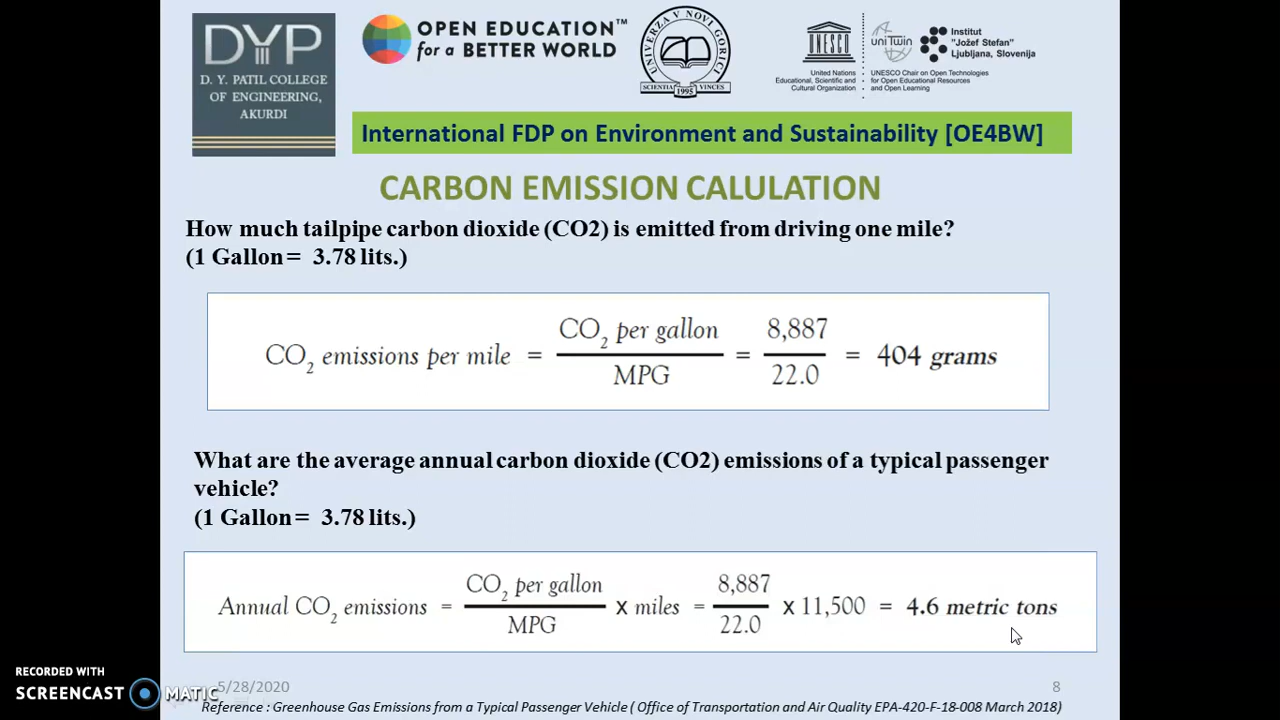 DYP
D. Y. PATIL COLLEGE
OF ENGINEERING,
AKURDI
OPEN EDUCATION™
for a BETTER WORLD
UNIVERZA V NOVI GORICI
SCIENTIA VINCES
1995
UNESCO
United Nations
Educational, Scientific and
Cultural Organization
uniTwin
Institut
"Jožef Stefan"
Ljubljana, Slovenija
UNESCO Chair on Open Technologies
for Open Educational Resources
and Open Learning
International FDP on Environment and Sustainability [OE4BW]
CARBON EMISSION CALULATION
How much tailpipe carbon dioxide (CO2) is emitted from driving one mile?
(1 Gallon = 3.78 lits.)
CO₂ emissions per mile = CO₂ per gallon / MPG = 8,887 / 22.0 = 404 grams
What are the average annual carbon dioxide (CO2) emissions of a typical passenger
vehicle?
(1 Gallon = 3.78 lits.)
Annual CO₂ emissions = CO₂ per gallon / MPG x miles = 8,887 / 22.0 x 11,500 = 4.6 metric tons
RECORDED WITH
SCREENCAST MATIC
5/28/2020
8
Reference : Greenhouse Gas Emissions from a Typical Passenger Vehicle ( Office of Transportation and Air Quality EPA-420-F-18-008 March 2018)